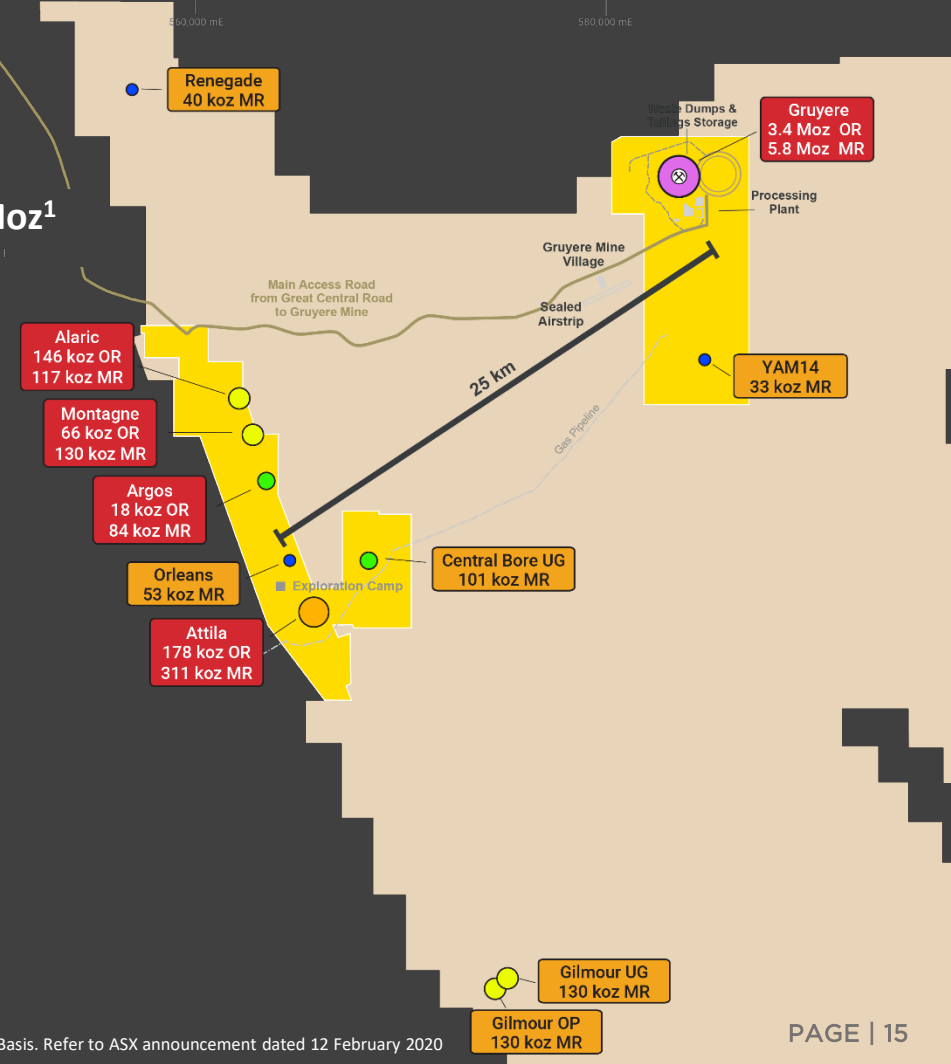 560,000 mE
580,000 mE
Renegade
40 koz MR
Waste Dumps &
Tailings Storage
Gruyere
3.4 Moz OR
5.8 Moz MR
Processing
Plant
Gruyere Mine
Village
Main Access Road
from Great Central Road
to Gruyere Mine
Sealed
Airstrip
Alaric
146 koz OR
117 koz MR
25 km
YAM14
33 koz MR
Montagne
66 koz OR
130 koz MR
Gas Pipeline
Argos
18 koz OR
84 koz MR
Orleans
53 koz MR
Central Bore UG
101 koz MR
Exploration Camp
Attila
178 koz OR
311 koz MR
Gilmour UG
130 koz MR
Gilmour OP
130 koz MR
Basis. Refer to ASX announcement dated 12 February 2020
PAGE | 15